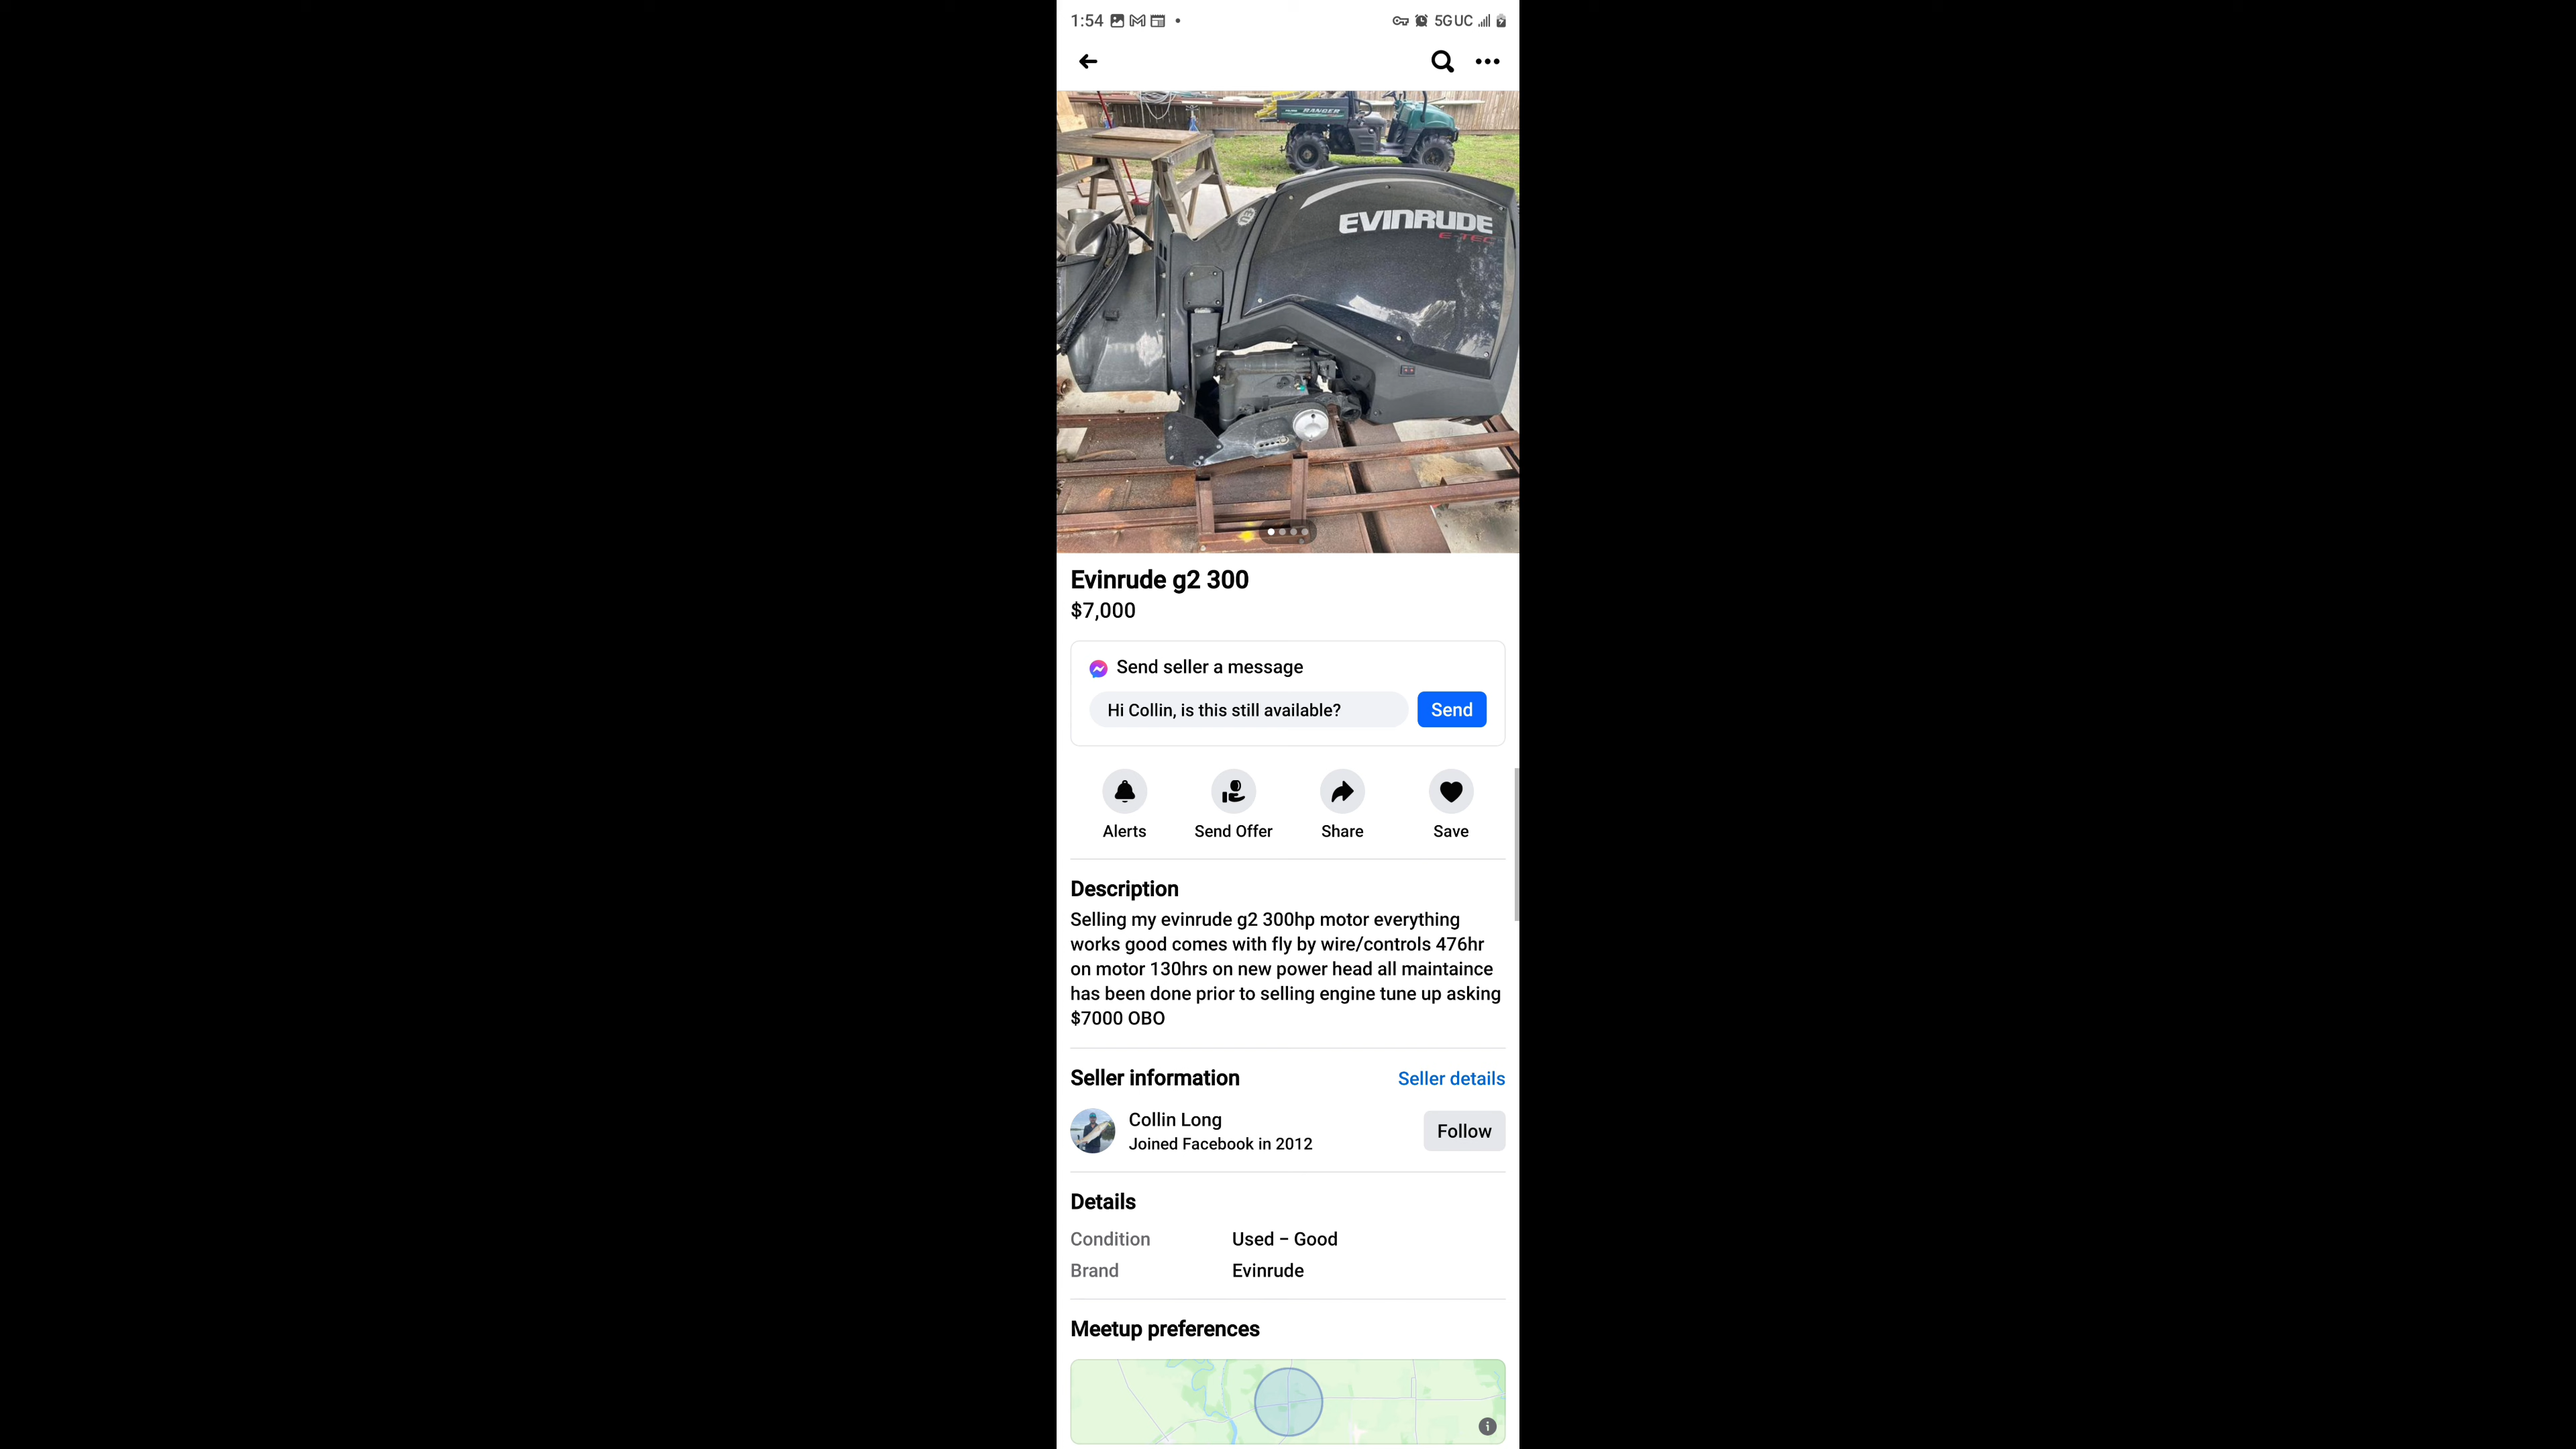 1:54
5G UC
RANGER
EVINRUDE
E-TEC
Evinrude g2 300
$7,000
Send seller a message
Hi Collin, is this still available?
Send
Alerts
Send Offer
Share
Save
Description
Selling my evinrude g2 300hp motor everything
works good comes with fly by wire/controls 476hr
on motor 130hrs on new power head all maintaince
has been done prior to selling engine tune up asking
$7000 OBO
Seller information
Seller details
Collin Long
Joined Facebook in 2012
Follow
Details
Condition
Used – Good
Brand
Evinrude
Meetup preferences